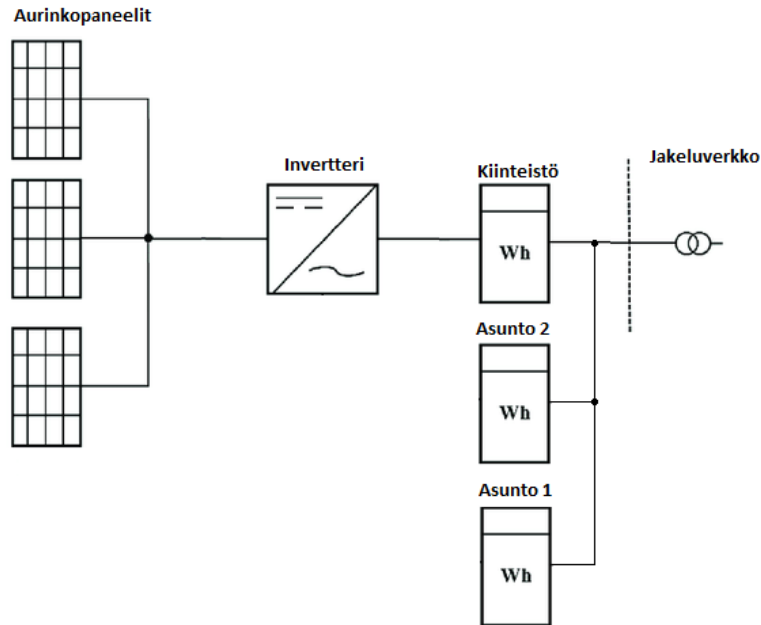 Aurinkopaneelit
Invertteri
Kiinteistö
Jakeluverkko
Wh
Asunto 2
Wh
Asunto 1
Wh